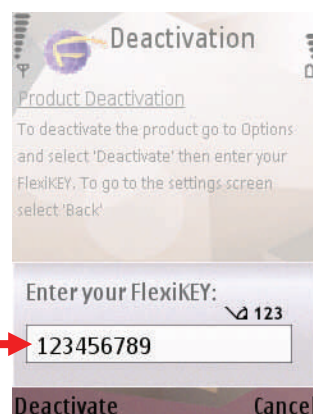 Deactivation
Product Deactivation
To deactivate the product go to Options
and select 'Deactivate' then enter your
FlexiKEY. To go to the settings screen
select 'Back'
Enter your FlexiKEY:
123
123456789
Deactivate Cancel